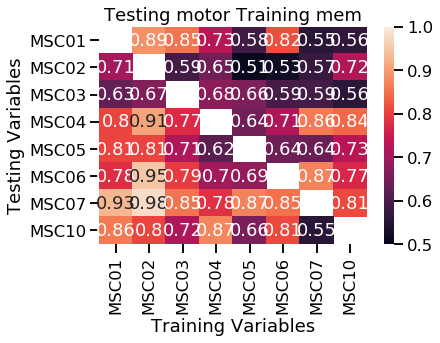 Testing motor Training mem
Testing Variables
MSC01 0.89 0.85 0.73 0.58 0.82 0.55 0.56
MSC02 0.71 0.59 0.65 0.51 0.53 0.57 0.72
MSC03 0.63 0.67 0.68 0.66 0.59 0.59 0.56
MSC04 0.8 0.91 0.77 0.64 0.71 0.86 0.84
MSC05 0.81 0.81 0.71 0.62 0.64 0.64 0.73
MSC06 0.78 0.95 0.79 0.7 0.69 0.87 0.77
MSC07 0.93 0.98 0.85 0.78 0.87 0.85 0.81
MSC10 0.86 0.8 0.72 0.87 0.66 0.81 0.55
MSC01 MSC02 MSC03 MSC04 MSC05 MSC06 MSC07 MSC10
Training Variables
1.0
0.9
0.8
0.7
0.6
0.5